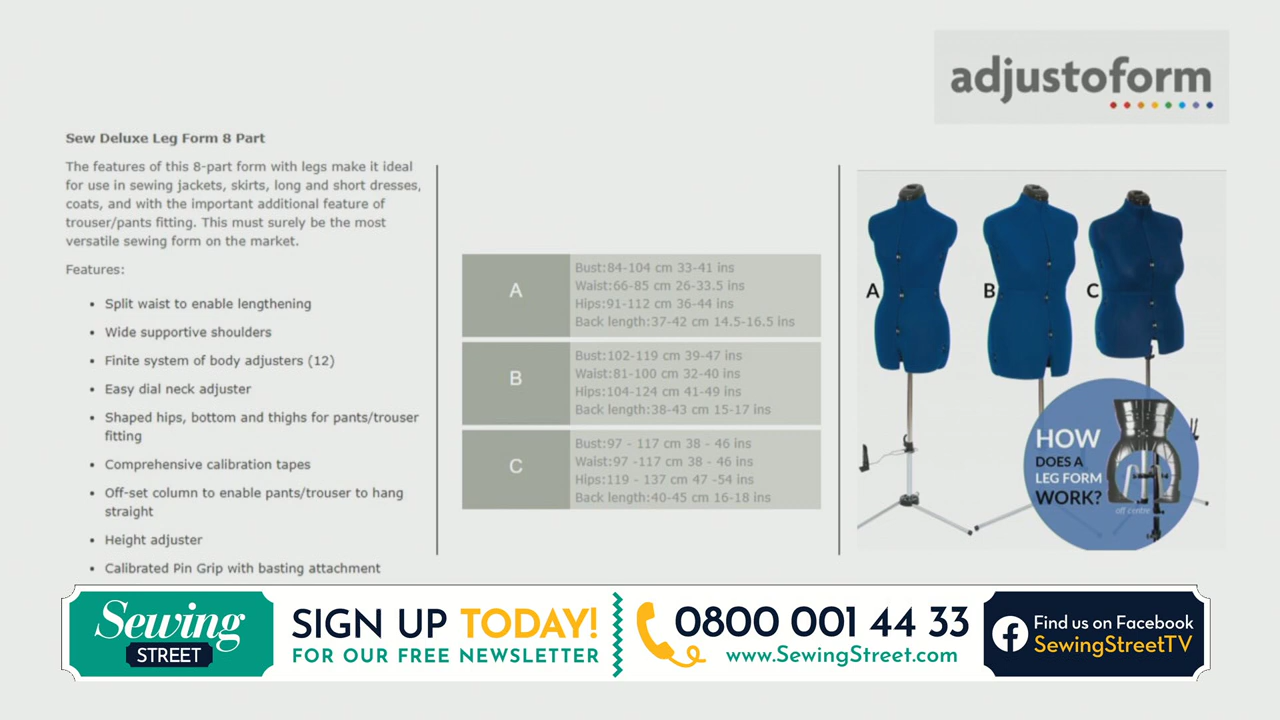 adjustoform
Sew Deluxe Leg Form 8 Part
The features of this 8-part form with legs make it ideal
for use in sewing jackets, skirts, long and short dresses,
coats, and with the important additional feature of
trouser/pants fitting. This must surely be the most
versatile sewing form on the market.
Features:
• Split waist to enable lengthening
• Wide supportive shoulders
• Finite system of body adjusters (12)
• Easy dial neck adjuster
• Shaped hips, bottom and thighs for pants/trouser
fitting
• Comprehensive calibration tapes
• Off-set column to enable pants/trouser to hang
straight
• Height adjuster
• Calibrated Pin Grip with basting attachment
A
Bust:84-104 cm 33-41 ins
Waist:66-85 cm 26-33.5 ins
Hips:91-112 cm 36-44 ins
Back length:37-42 cm 14.5-16.5 ins
B
Bust:102-119 cm 39-47 ins
Waist:81-100 cm 32-40 ins
Hips:104-124 cm 41-49 ins
Back length:38-43 cm 15-17 ins
C
Bust:97 - 117 cm 38 - 46 ins
Waist:97 -117 cm 38 - 46 ins
Hips:119 - 137 cm 47 -54 ins
Back length:40-45 cm 16-18 ins
A B C
HOW
DOES A
LEG FORM
WORK?
off centre
Sewing
STREET
SIGN UP TODAY!
FOR OUR FREE NEWSLETTER
0800 001 44 33
www.SewingStreet.com
Find us on Facebook
SewingStreetTV